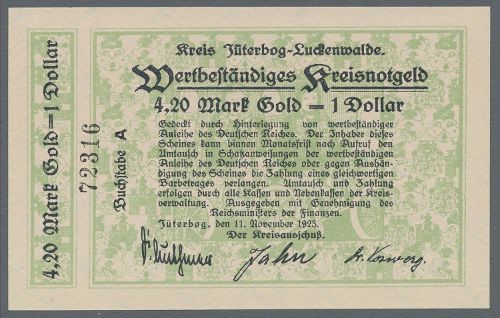 Kreis Jüterbog-Luckenwalde.
Wertbeständiges Kreisnotgeld
4,20 Mark Gold – 1 Dollar
Gedeckt durch Hinterlegung von wertbeständiger
Anleihe des Deutschen Reiches. Der Inhaber dieses
Scheines kann binnen Monatsfrist nach Aufruf den
Umtausch in Schatzanweisungen der wertbeständigen
Anleihe des Deutschen Reiches oder gegen Aushän-
digung des Scheines die Zahlung eines gleichwertigen
Barbetrages verlangen. Umtausch und Zahlung
erfolgen durch alle Kassen und Nebenkassen der Kreis-
verwaltung. Ausgegeben mit Genehmigung des
Reichsministers der Finanzen.
Jüterbog, den 11. November 1923.
Der Kreisausschuß.
Jahn
4,20 Mark Gold–1 Dollar
72316
Buchstabe A